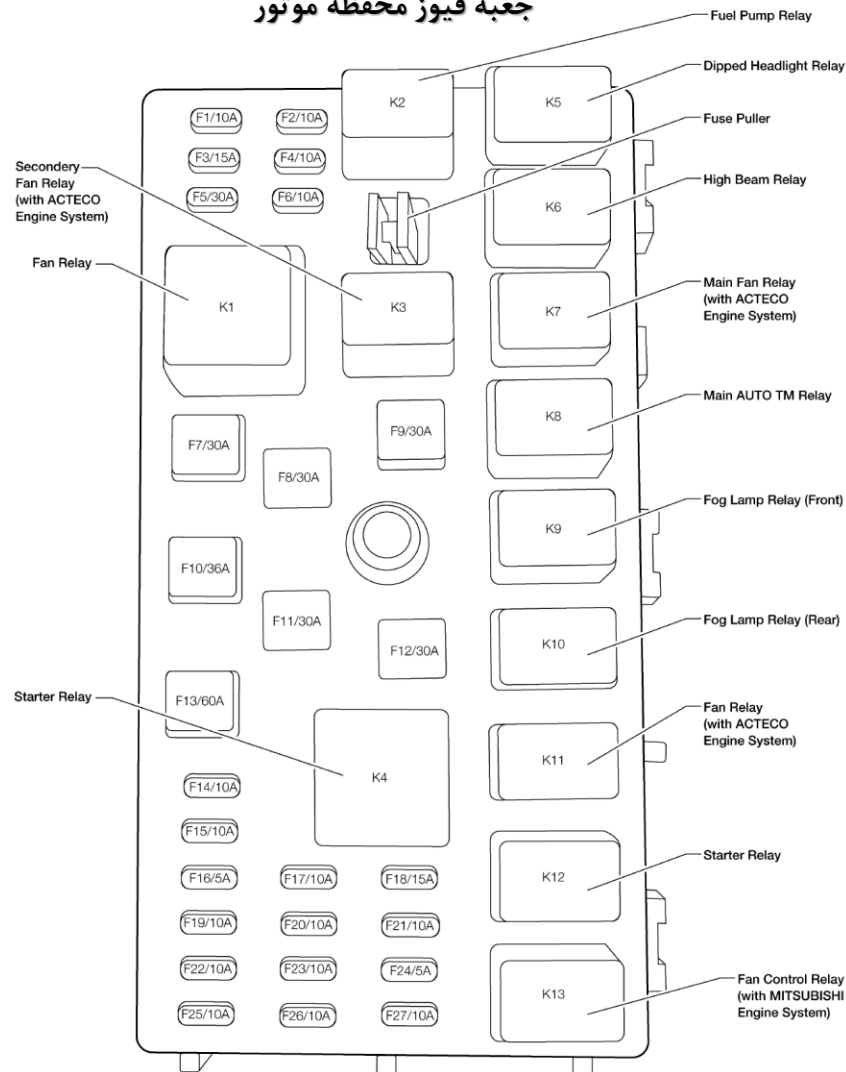 جعبه فیوز محفظه موتور
Fuel Pump Relay
Dipped Headlight Relay
Fuse Puller
High Beam Relay
Main Fan Relay
(with ACTECO
Engine System)
Main AUTO TM Relay
Fog Lamp Relay (Front)
Fog Lamp Relay (Rear)
Fan Relay
(with ACTECO
Engine System)
Starter Relay
Fan Control Relay
(with MITSUBISHI
Engine System)
Secondery
Fan Relay
(with ACTECO
Engine System)
Fan Relay
Starter Relay
F1/10A F2/10A
F3/15A F4/10A
F5/30A F6/10A
K2
K5
K6
K1
K3
K7
K8
F7/30A
F8/30A
F9/30A
K9
F10/36A
F11/30A
F12/30A
K10
F13/60A
K4
K11
F14/10A
F15/10A
F16/5A F17/10A F18/15A
K12
F19/10A F20/10A F21/10A
F22/10A F23/10A F24/5A
F25/10A F26/10A F27/10A
K13